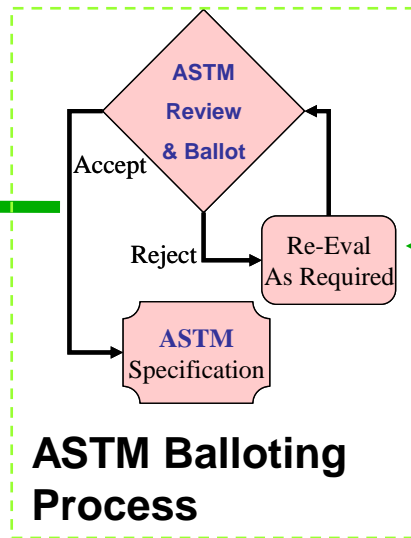 ASTM
Review
& Ballot
Accept
Reject
Re-Eval
As Required
ASTM
Specification
ASTM Balloting
Process